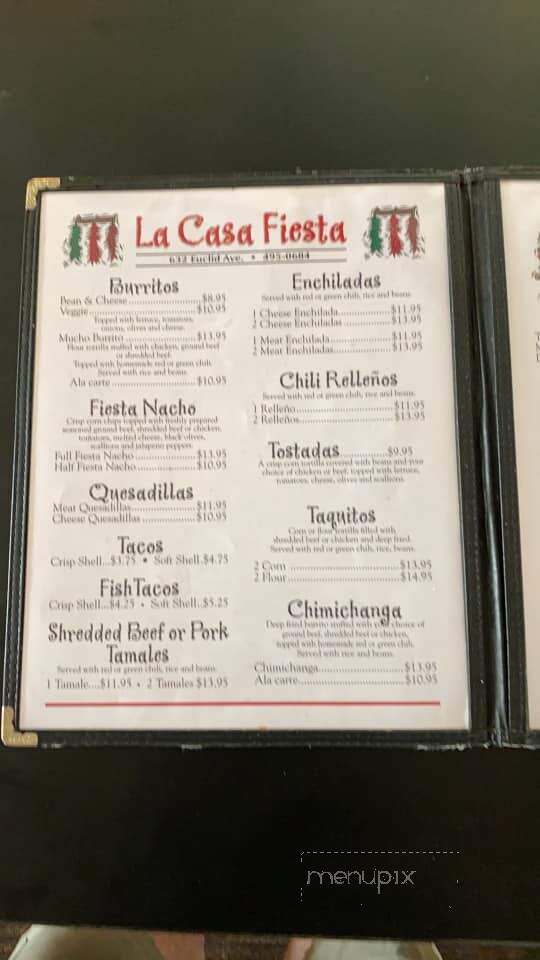 La Casa Fiesta
632 Euclid Ave. • 495-0684
Burritos
Bean & Cheese.....................$8.95
Veggie.................................$10.95
Topped with lettuce, tomatoes,
onions, olives and cheese.
Mucho Burrito....................$13.95
Flour tortilla stuffed with chicken, ground beef
or shredded beef.
Topped with homemade red or green chili.
Served with rice and beans.
Ala carte.........................$10.95
Fiesta Nacho
Crisp corn chips topped with freshly prepared
seasoned ground beef, shredded beef or chicken,
tomatoes, melted cheese, black olives,
scallions and jalapeno peppers.
Full Fiesta Nacho................$13.95
Half Fiesta Nacho................$10.95
Quesadillas
Meat Quesadillas.................$11.95
Cheese Quesadillas..............$10.95
Tacos
Crisp Shell...$3.75 • Soft Shell.$4.75
Fish Tacos
Crisp Shell...$4.25 • Soft Shell..$5.25
Shredded Beef or Pork
Tamales
Served with red or green chili, rice and beans.
1 Tamale....$11.95 • 2 Tamales $13.95
Enchiladas
Served with red or green chili, rice and beans.
1 Cheese Enchilada.............$11.95
2 Cheese Enchiladas............$13.95
1 Meat Enchilada................$11.95
2 Meat Enchiladas...............$13.95
Chili Relleños
Served with red or green chili, rice and beans.
1 Relleño............................$11.95
2 Relleños...........................$13.95
Tostadas..................$9.95
A crisp corn tortilla covered with beans and your
choice of chicken or beef, topped with lettuce,
tomatoes, cheese, olives and scallions.
Taquitos
Corn or flour tortilla filled with
shredded beef or chicken and deep fried.
Served with red or green chili, rice, beans.
2 Corn ..............................$13.95
2 Flour..............................$14.95
Chimichanga
Deep fried burrito stuffed with your choice of
ground beef, shredded beef or chicken,
topped with homemade red or green chili.
Served with rice and beans.
Chimichanga......................$13.95
Ala carte............................$10.95
menupix